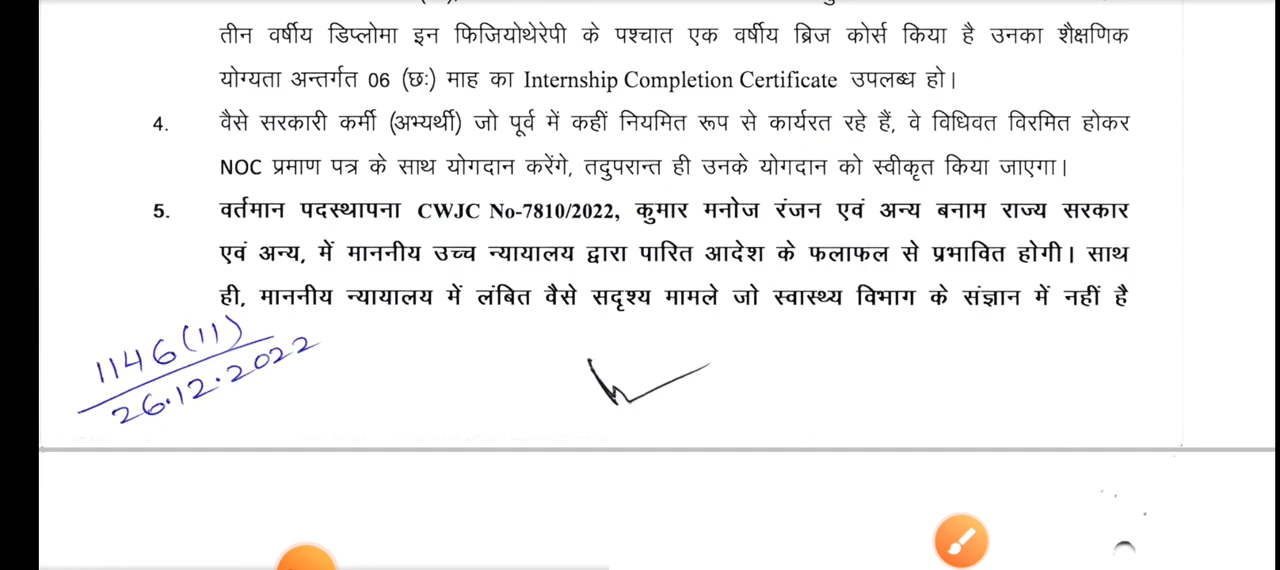 तीन वर्षीय डिप्लोमा इन फिजियोथेरेपी के पश्चात एक वर्षीय ब्रिज कोर्स किया है उनका शैक्षणिक
योग्यता अन्तर्गत 06 (छः) माह का Internship Completion Certificate उपलब्ध हो।
4. वैसे सरकारी कर्मी (अभ्यर्थी) जो पूर्व में कहीं नियमित रूप से कार्यरत रहे हैं, वे विधिवत विरमित होकर
NOC प्रमाण पत्र के साथ योगदान करेंगे, तदुपरान्त ही उनके योगदान को स्वीकृत किया जाएगा।
5. वर्तमान पदस्थापना CWJC No-7810/2022, कुमार मनोज रंजन एवं अन्य बनाम राज्य सरकार
एवं अन्य, में माननीय उच्च न्यायालय द्वारा पारित आदेश के फलाफल से प्रभावित होगी। साथ
ही, माननीय न्यायालय में लंबित वैसे सदृश्य मामले जो स्वास्थ्य विभाग के संज्ञान में नहीं है
1146(11)
26.12.2022